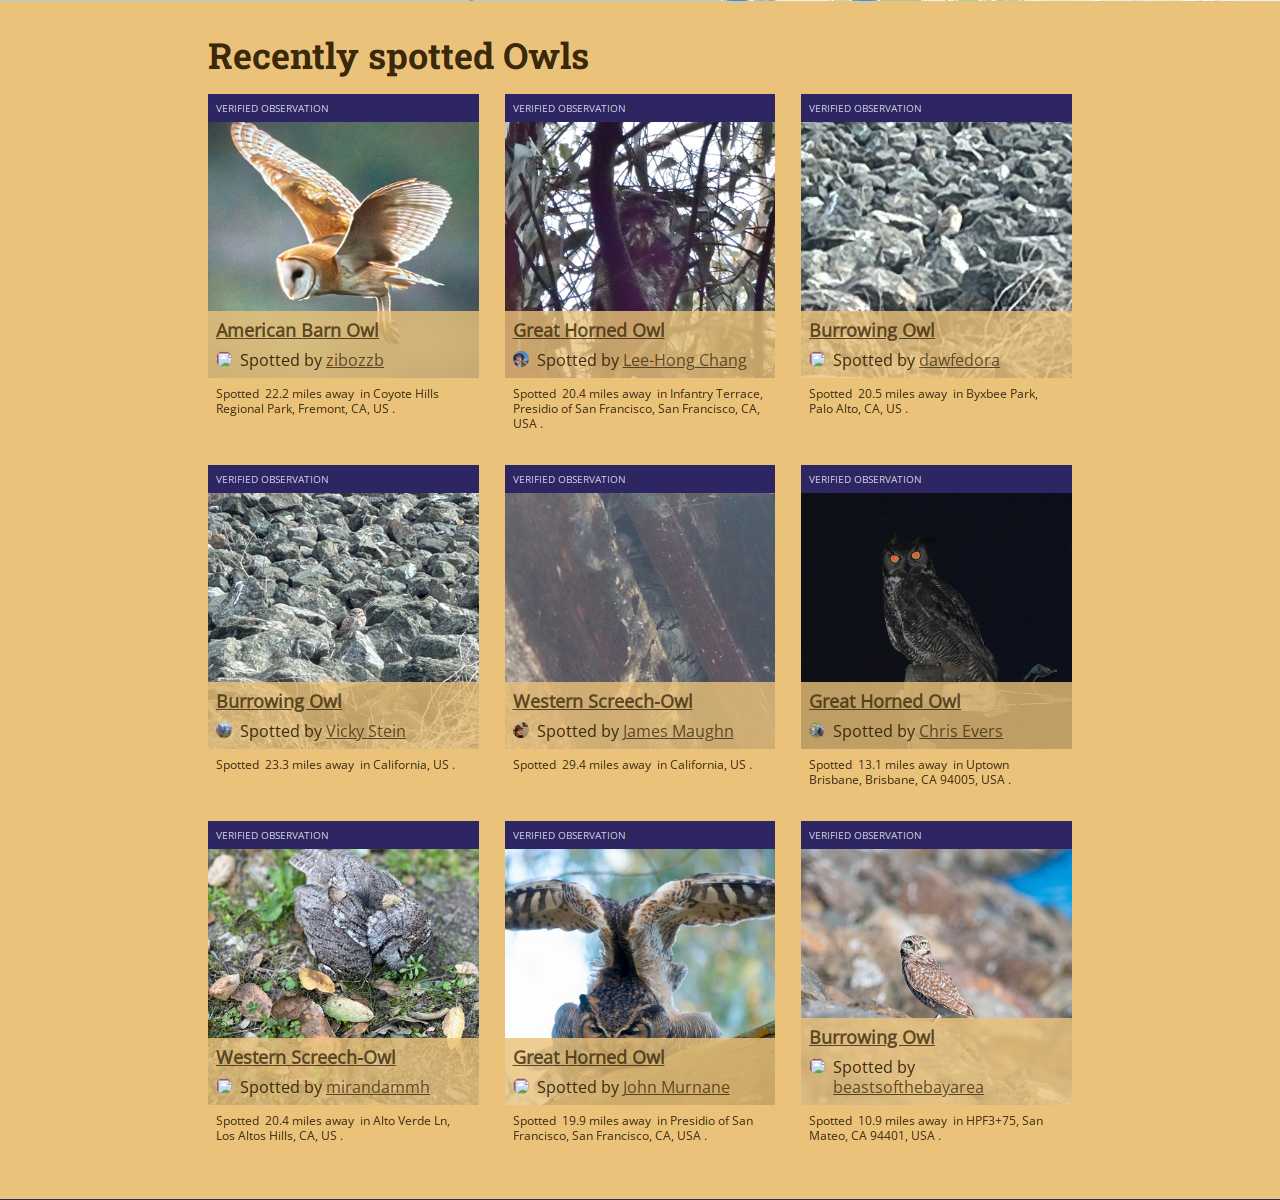 Recently spotted Owls
VERIFIED OBSERVATION
American Barn Owl
Spotted by zibozzb
Spotted 22.2 miles away in Coyote Hills
Regional Park, Fremont, CA, US .
VERIFIED OBSERVATION
Great Horned Owl
Spotted by Lee-Hong Chang
Spotted 20.4 miles away in Infantry Terrace,
Presidio of San Francisco, San Francisco, CA,
USA .
VERIFIED OBSERVATION
Burrowing Owl
Spotted by dawfedora
Spotted 20.5 miles away in Byxbee Park,
Palo Alto, CA, US .
VERIFIED OBSERVATION
Burrowing Owl
Spotted by Vicky Stein
Spotted 23.3 miles away in California, US .
VERIFIED OBSERVATION
Western Screech-Owl
Spotted by James Maughn
Spotted 29.4 miles away in California, US .
VERIFIED OBSERVATION
Great Horned Owl
Spotted by Chris Evers
Spotted 13.1 miles away in Uptown
Brisbane, Brisbane, CA 94005, USA .
VERIFIED OBSERVATION
Western Screech-Owl
Spotted by mirandammh
Spotted 20.4 miles away in Alto Verde Ln,
Los Altos Hills, CA, US .
VERIFIED OBSERVATION
Great Horned Owl
Spotted by John Murnane
Spotted 19.9 miles away in Presidio of San
Francisco, San Francisco, CA, USA .
VERIFIED OBSERVATION
Burrowing Owl
Spotted by
beastsofthebayarea
Spotted 10.9 miles away in HPF3+75, San
Mateo, CA 94401, USA .